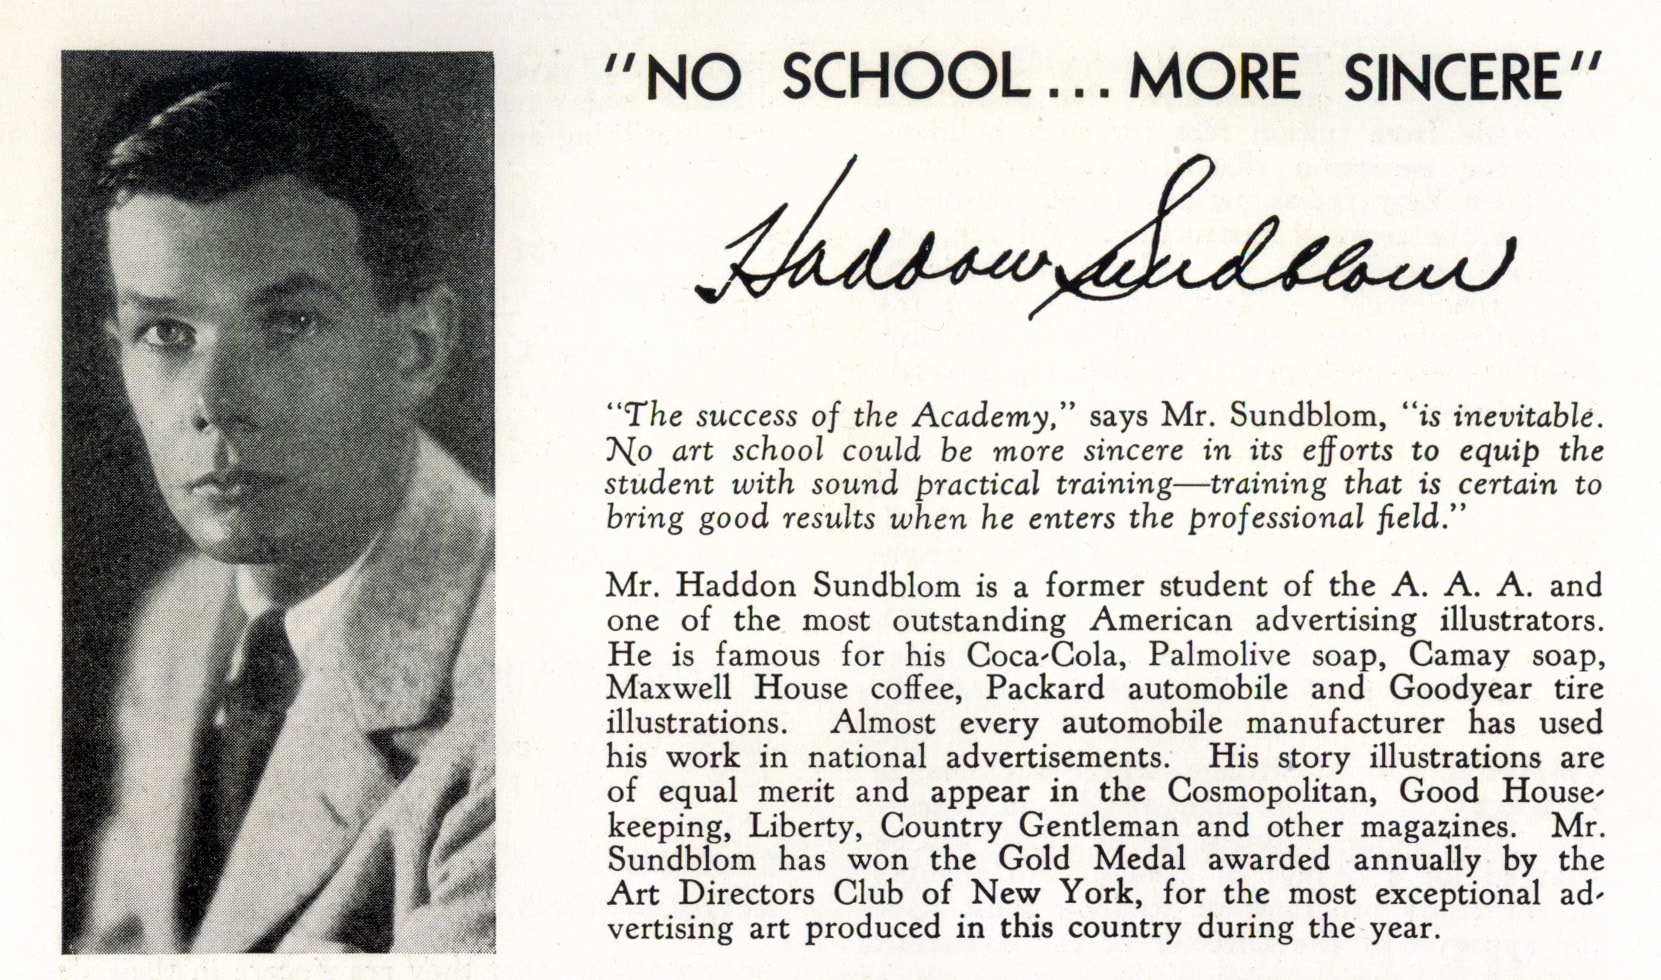 "NO SCHOOL... MORE SINCERE"
Haddon Sundblom
"The success of the Academy," says Mr. Sundblom, "is inevitable.
No art school could be more sincere in its efforts to equip the
student with sound practical training—training that is certain to
bring good results when he enters the professional field."
Mr. Haddon Sundblom is a former student of the A. A. A. and
one of the most outstanding American advertising illustrators.
He is famous for his Coca-Cola, Palmolive soap, Camay soap,
Maxwell House coffee, Packard automobile and Goodyear tire
illustrations. Almost every automobile manufacturer has used
his work in national advertisements. His story illustrations are
of equal merit and appear in the Cosmopolitan, Good House-
keeping, Liberty, Country Gentleman and other magazines. Mr.
Sundblom has won the Gold Medal awarded annually by the
Art Directors Club of New York, for the most exceptional ad-
vertising art produced in this country during the year.